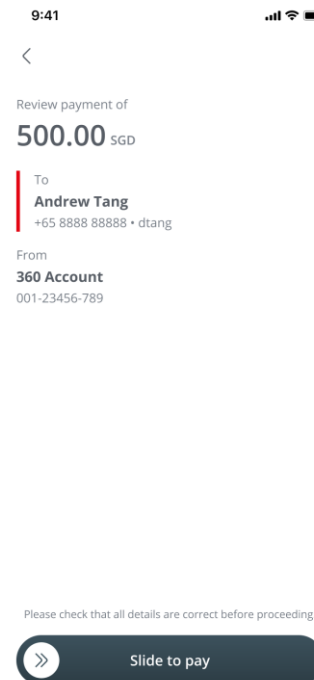 9:41
Review payment of
500.00 SGD
To
Andrew Tang
+65 8888 88888 • dtang
From
360 Account
001-23456-789
Please check that all details are correct before proceeding
Slide to pay